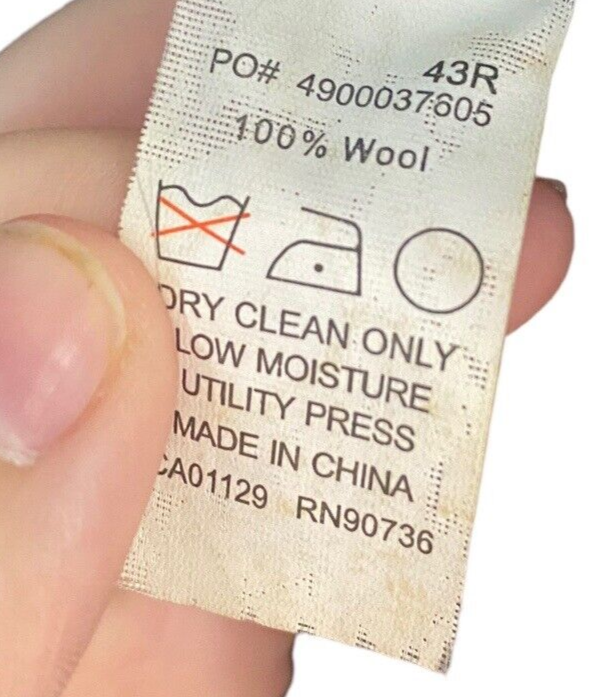 43R
PO# 4900037605
100% Wool
DRY CLEAN ONLY
LOW MOISTURE
UTILITY PRESS
MADE IN CHINA
CA01129 RN90736